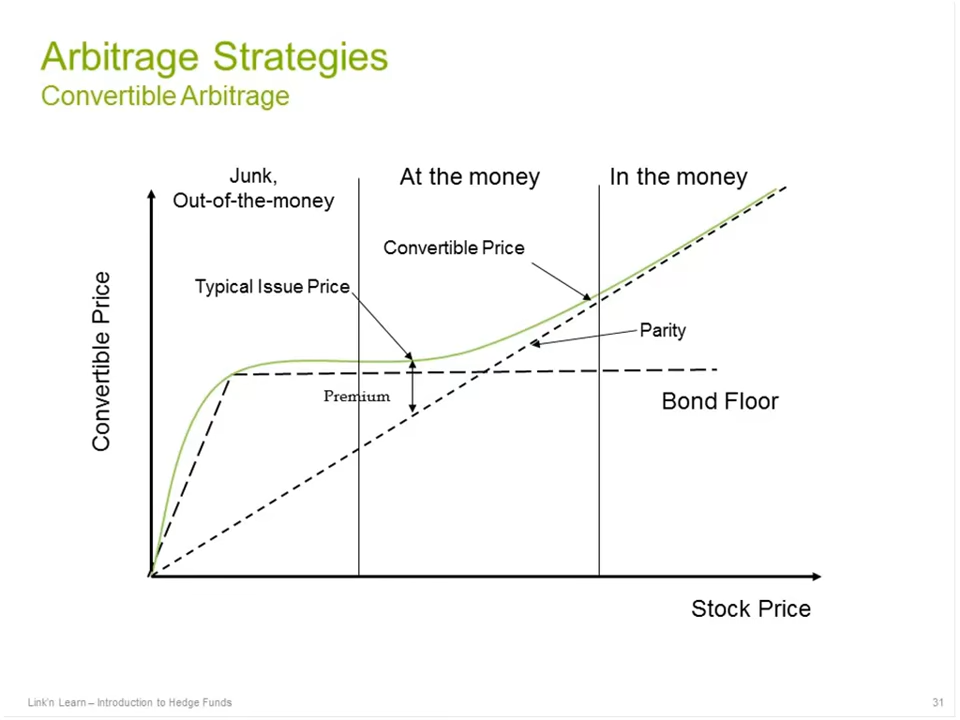 Arbitrage Strategies
Convertible Arbitrage
Junk,
Out-of-the-money
At the money
In the money
Convertible Price
Typical Issue Price
Parity
Premium
Bond Floor
Convertible Price
Stock Price
Link'n Learn – Introduction to Hedge Funds
31